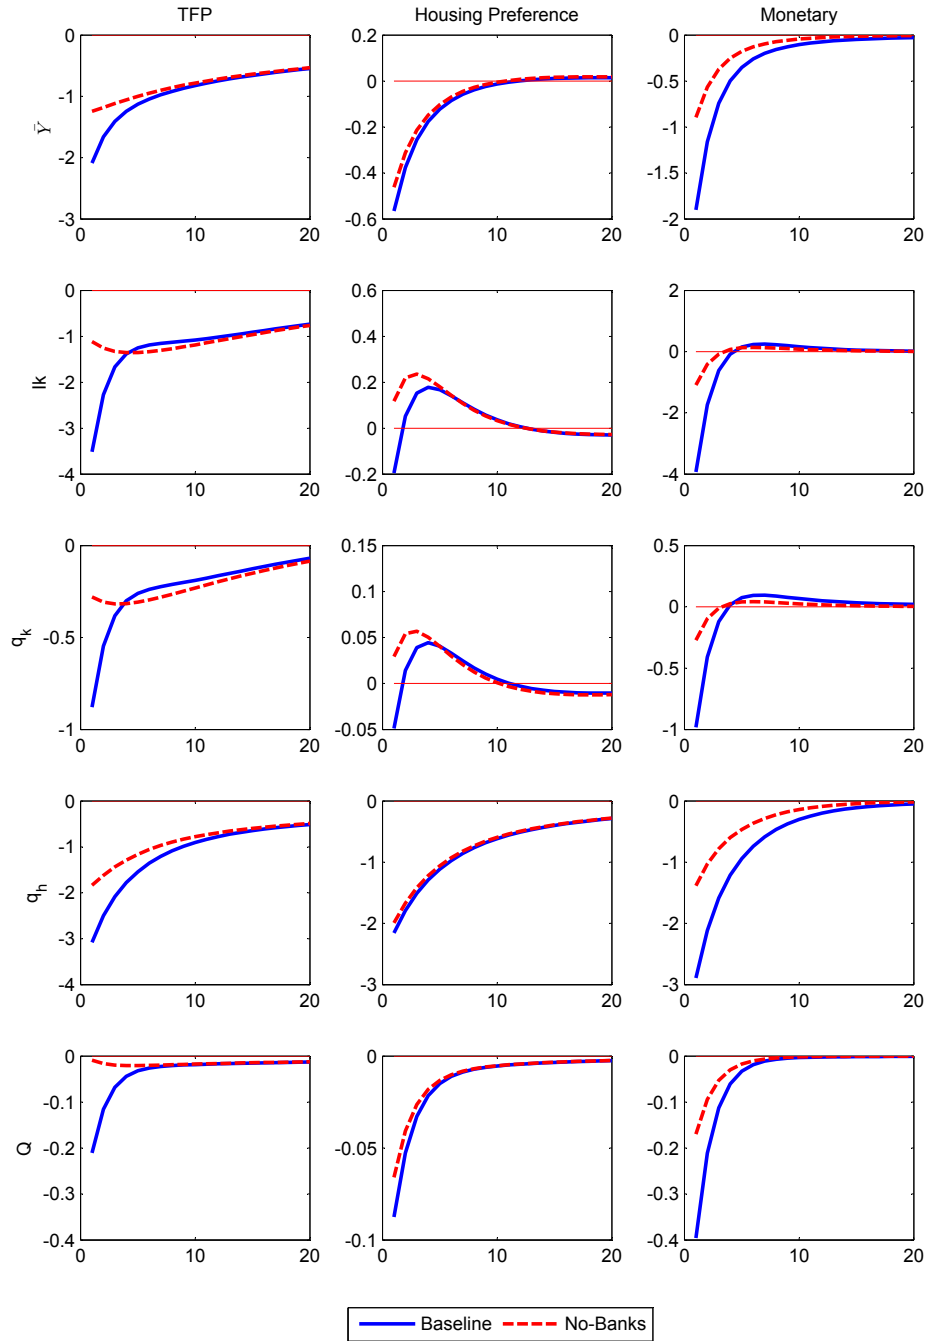 TFP Housing Preference Monetary
0 0.2 0
-1 0 -0.5
-0.2 -1
Ȳ
-2 -0.4 -1.5
-3 -0.6 -2
0 10 20 0 10 20 0 10 20
0 0.6 2
-1 0.4 0
Ik
-2 0.2
-3 0 -2
-4 -0.2 -4
0 10 20 0 10 20 0 10 20
0 0.15 0.5
0.1 0
q_k
-0.5 0.05
0 0.5
-1 -0.05 1
0 10 20 0 10 20 0 10 20
0 0 0
-1 -1 -1
q_h
-2
-3 -2 -2
-4 -3 -3
0 10 20 0 10 20 0 10 20
0 0 0
-0.1 -0.1
Q
-0.2 -0.05 -0.2
-0.3 -0.3
-0.4 -0.1 -0.4
0 10 20 0 10 20 0 10 20
Baseline No-Banks